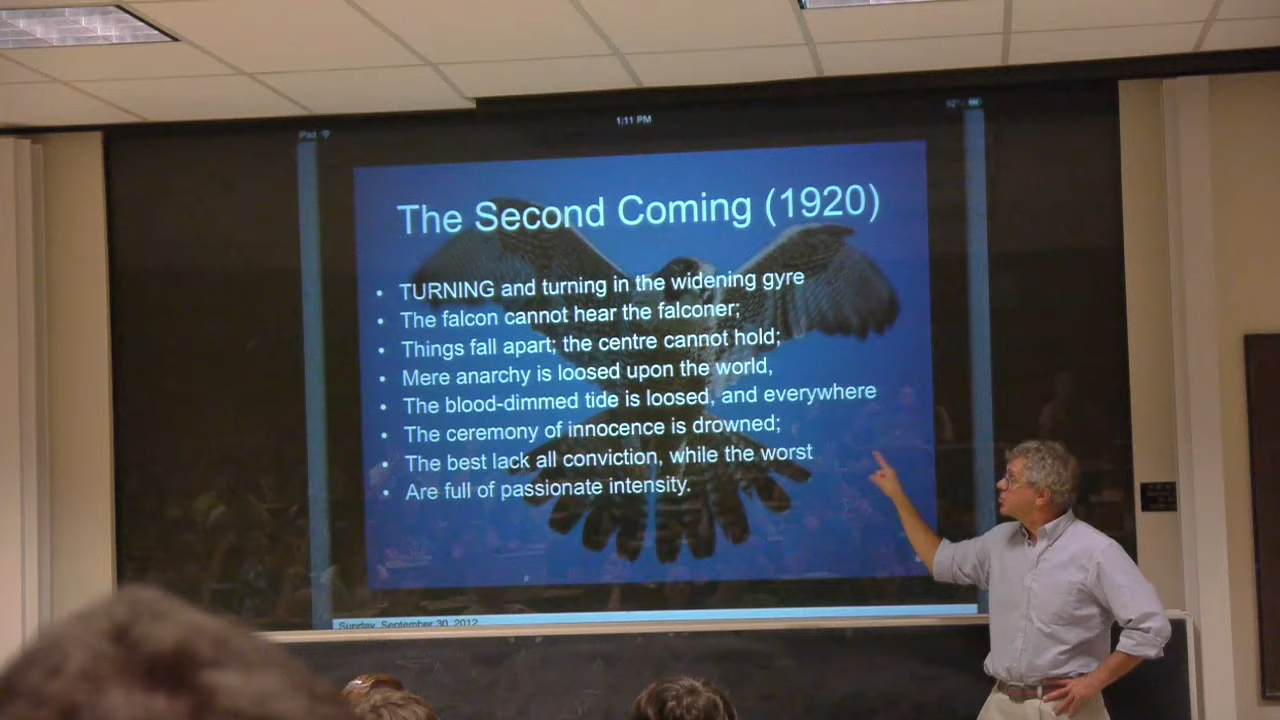 iPad
1:11 PM
92%
The Second Coming (1920)
• TURNING and turning in the widening gyre
• The falcon cannot hear the falconer;
• Things fall apart; the centre cannot hold;
• Mere anarchy is loosed upon the world,
• The blood-dimmed tide is loosed, and everywhere
• The ceremony of innocence is drowned;
• The best lack all conviction, while the worst
• Are full of passionate intensity.
Sunday, September 30, 2012